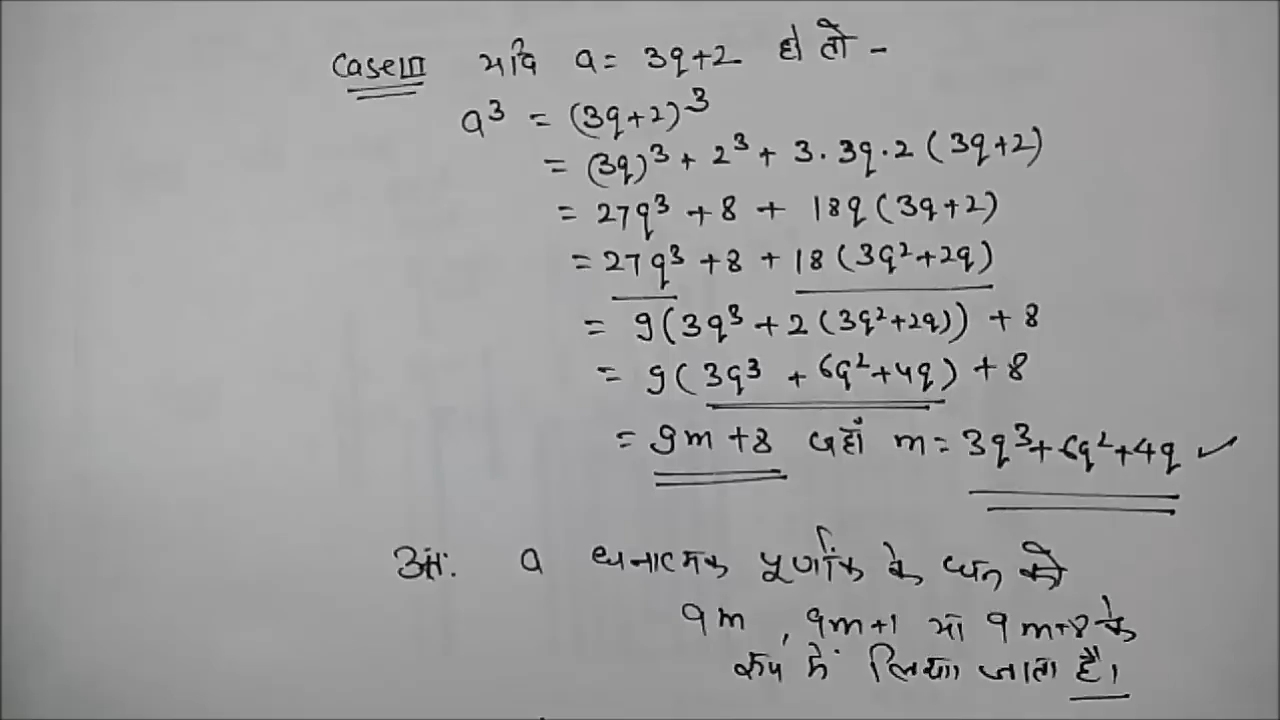 Case III यदि a = 3q+2 हो तो -
a³ = (3q+2)³
= (3q)³ + 2³ + 3·3q·2 (3q+2)
= 27q³ + 8 + 18q (3q+2)
= 27q³ + 8 + 18 (3q²+2q)
= 9(3q³ + 2(3q²+2q)) + 8
= 9(3q³ + 6q²+4q) + 8
= 9m+8 जहाँ m = 3q³+6q²+4q ✓
अतः a धनात्मक पूर्णांक के घन को
9m, 9m+1 या 9m+8 के
रूप में लिखा जाता है।